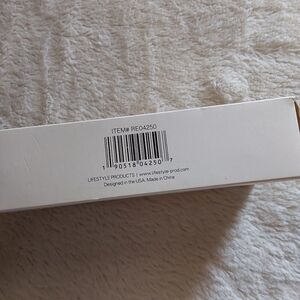 ITEM# RE04250
1 90518 04250 7
LIFESTYLE PRODUCTS | www.lifestyle-prod.com
Designed in the USA. Made in China